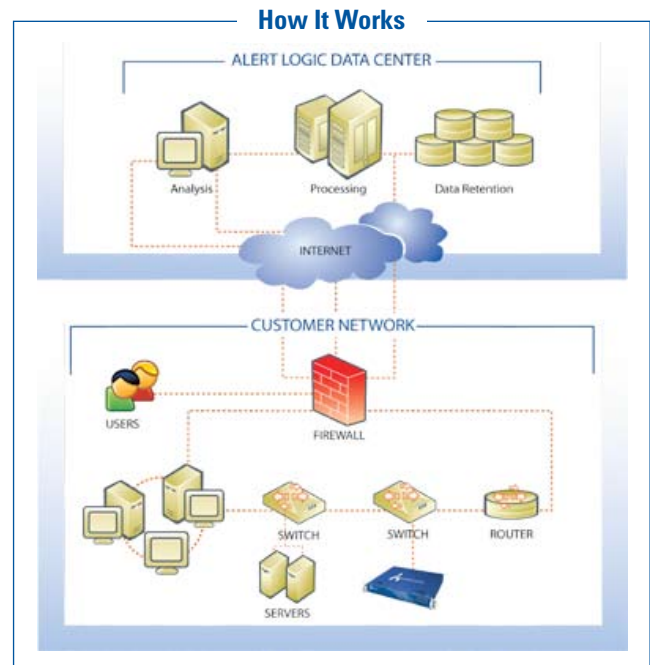 How It Works
ALERT LOGIC DATA CENTER
Analysis
Processing
Data Retention
INTERNET
CUSTOMER NETWORK
USERS
FIREWALL
SWITCH
SWITCH
ROUTER
SERVERS